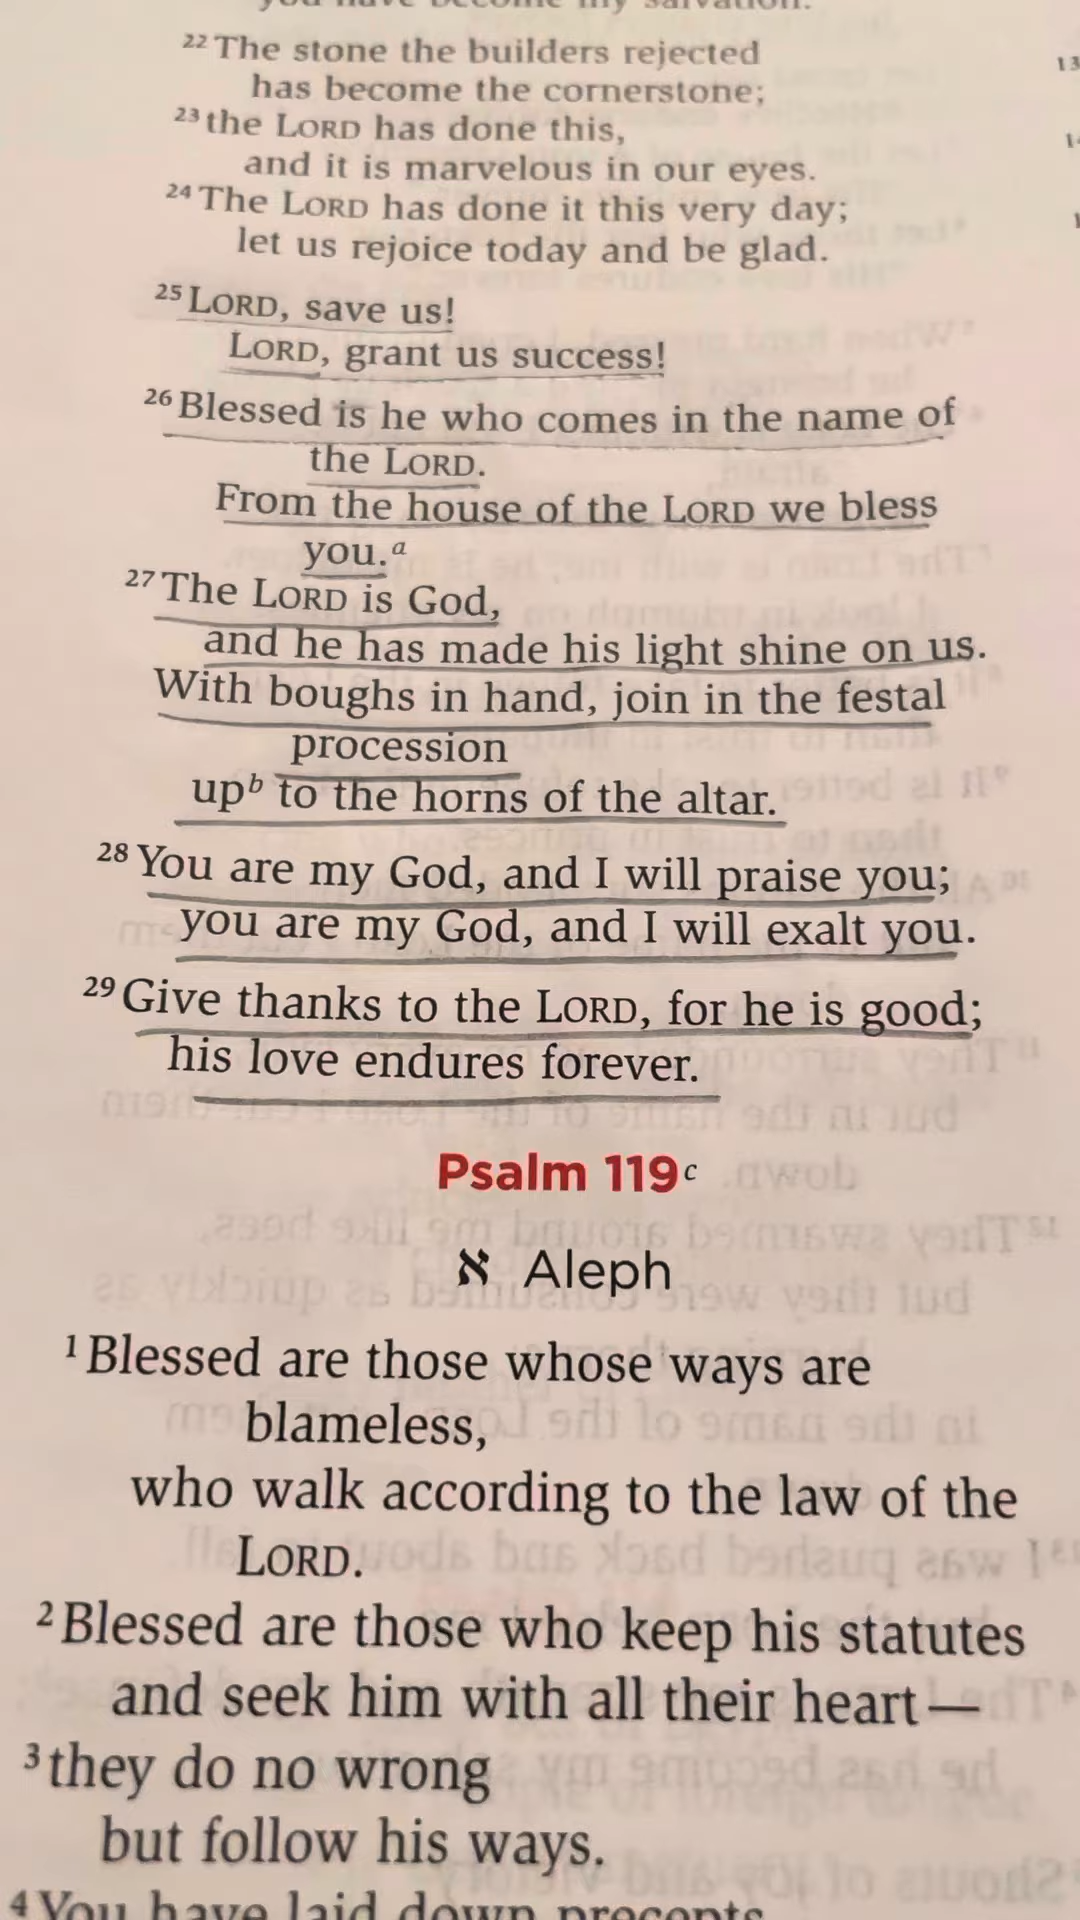 you have become my salvation.
22 The stone the builders rejected
has become the cornerstone;
23 the LORD has done this,
and it is marvelous in our eyes.
24 The LORD has done it this very day;
let us rejoice today and be glad.
25 LORD, save us!
LORD, grant us success!
26 Blessed is he who comes in the name of
the LORD.
From the house of the LORD we bless
you.a
27 The LORD is God,
and he has made his light shine on us.
With boughs in hand, join in the festal
procession
upb to the horns of the altar.
28 You are my God, and I will praise you;
you are my God, and I will exalt you.
29 Give thanks to the LORD, for he is good;
his love endures forever.
Psalm 119c
א Aleph
1 Blessed are those whose ways are
blameless,
who walk according to the law of the
LORD.
2 Blessed are those who keep his statutes
and seek him with all their heart—
3 they do no wrong
but follow his ways.
4 You have laid down precepts